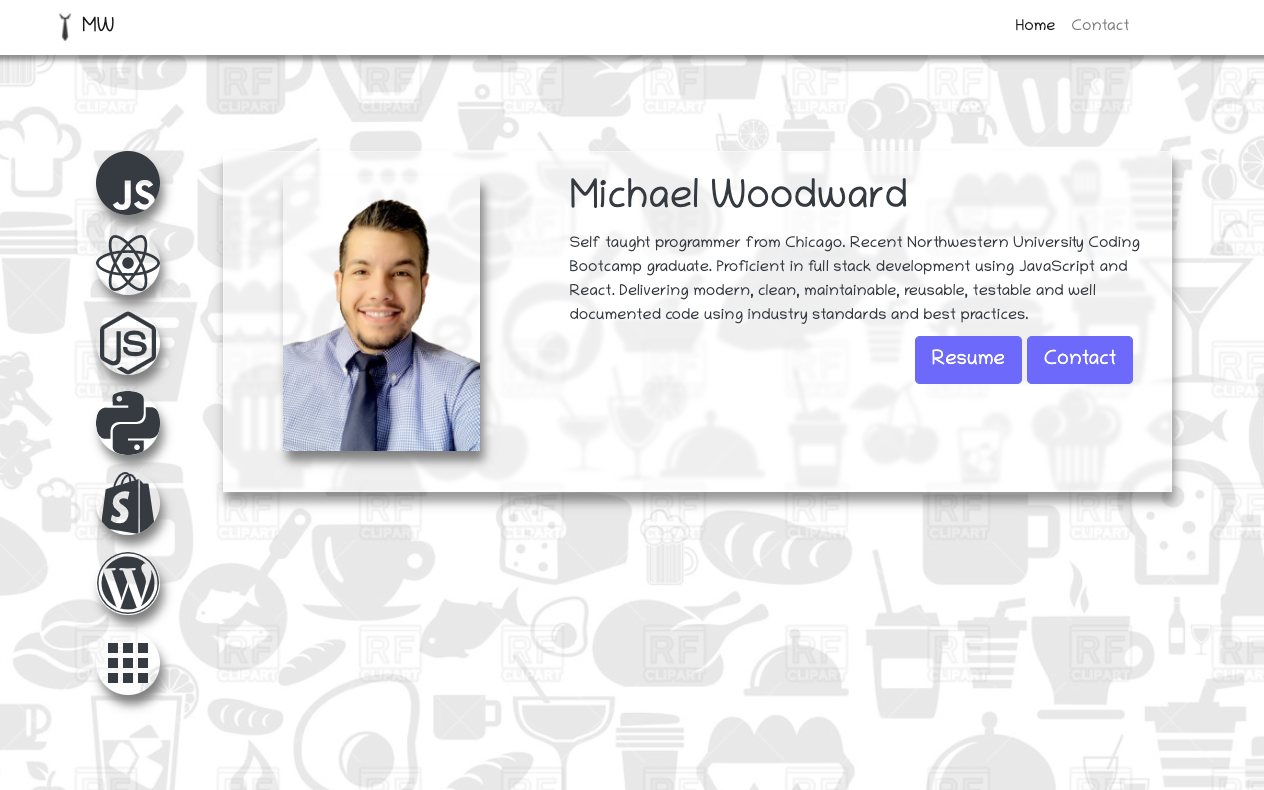 MW
Home
Contact
JS
Michael Woodward
Self taught programmer from Chicago. Recent Northwestern University Coding
Bootcamp graduate. Proficient in full stack development using JavaScript and
React. Delivering modern, clean, maintainable, reusable, testable and well
documented code using industry standards and best practices.
Resume
Contact
JS
S
W
RF
CLIPART